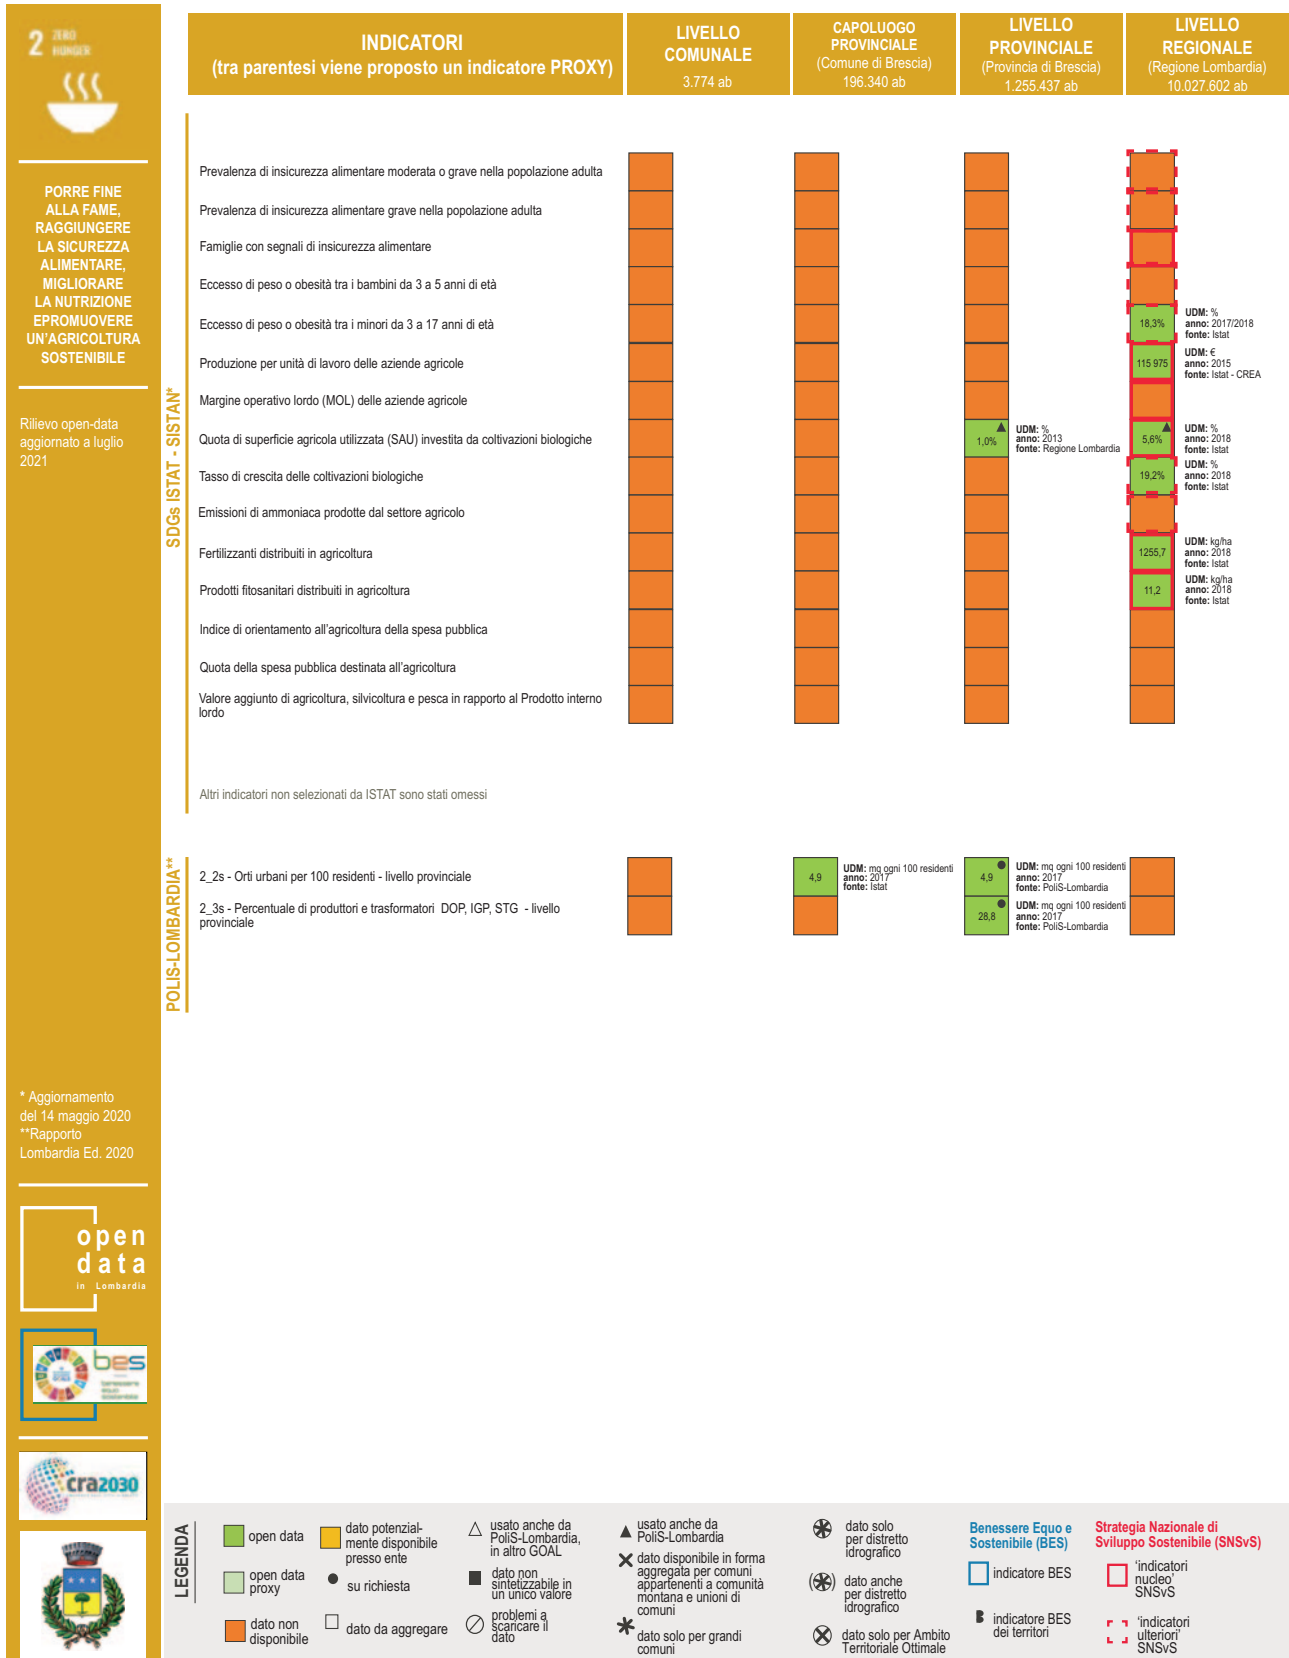 2 ZERO
HUNGER
PORRE FINE
ALLA FAME,
RAGGIUNGERE
LA SICUREZZA
ALIMENTARE,
MIGLIORARE
LA NUTRIZIONE
EPROMUOVERE
UN'AGRICOLTURA
SOSTENIBILE
Rilievo open-data
aggiornato a luglio
2021
* Aggiornamento
del 14 maggio 2020
**Rapporto
Lombardia Ed. 2020
open
data
in Lombardia
bes
benessere
equo
sostenibile
cra2030
INDICATORI
(tra parentesi viene proposto un indicatore PROXY)
LIVELLO
COMUNALE
3.774 ab
CAPOLUOGO
PROVINCIALE
(Comune di Brescia)
196.340 ab
LIVELLO
PROVINCIALE
(Provincia di Brescia)
1.255.437 ab
LIVELLO
REGIONALE
(Regione Lombardia)
10.027.602 ab
SDGs ISTAT - SISTAN*
Prevalenza di insicurezza alimentare moderata o grave nella popolazione adulta
Prevalenza di insicurezza alimentare grave nella popolazione adulta
Famiglie con segnali di insicurezza alimentare
Eccesso di peso o obesità tra i bambini da 3 a 5 anni di età
Eccesso di peso o obesità tra i minori da 3 a 17 anni di età
18,3%
UDM: %
anno: 2017/2018
fonte: Istat
Produzione per unità di lavoro delle aziende agricole
115 975
UDM: €
anno: 2015
fonte: Istat - CREA
Margine operativo lordo (MOL) delle aziende agricole
Quota di superficie agricola utilizzata (SAU) investita da coltivazioni biologiche
1,0%
UDM: %
anno: 2013
fonte: Regione Lombardia
5,6%
UDM: %
anno: 2018
fonte: Istat
Tasso di crescita delle coltivazioni biologiche
19,2%
UDM: %
anno: 2018
fonte: Istat
Emissioni di ammoniaca prodotte dal settore agricolo
Fertilizzanti distribuiti in agricoltura
1255,7
UDM: kg/ha
anno: 2018
fonte: Istat
Prodotti fitosanitari distribuiti in agricoltura
11,2
UDM: kg/ha
anno: 2018
fonte: Istat
Indice di orientamento all'agricoltura della spesa pubblica
Quota della spesa pubblica destinata all'agricoltura
Valore aggiunto di agricoltura, silvicoltura e pesca in rapporto al Prodotto interno
lordo
Altri indicatori non selezionati da ISTAT sono stati omessi
POLIS-LOMBARDIA**
2_2s - Orti urbani per 100 residenti - livello provinciale
4,9
UDM: mq ogni 100 residenti
anno: 2017
fonte: Istat
4,9
UDM: mq ogni 100 residenti
anno: 2017
fonte: PoliS-Lombardia
2_3s - Percentuale di produttori e trasformatori DOP, IGP, STG - livello
provinciale
28,8
UDM: mq ogni 100 residenti
anno: 2017
fonte: PoliS-Lombardia
LEGENDA
open data
open data
proxy
dato non
disponibile
dato potenzial-
mente disponibile
presso ente
su richiesta
dato da aggregare
usato anche da
PoliS-Lombardia,
in altro GOAL
dato non
sintetizzabile in
un unico valore
problemi a
scaricare il
dato
usato anche da
PoliS-Lombardia
dato disponibile in forma
aggregata per comuni
appartenenti a comunità
montana e unioni di
comuni
dato solo per grandi
comuni
dato solo
per distretto
idrografico
dato anche
per distretto
idrografico
dato solo per Ambito
Territoriale Ottimale
Benessere Equo e
Sostenibile (BES)
indicatore BES
indicatore BES
dei territori
Strategia Nazionale di
Sviluppo Sostenibile (SNSvS)
'indicatori
nucleo'
SNSvS
'indicatori
ulteriori'
SNSvS